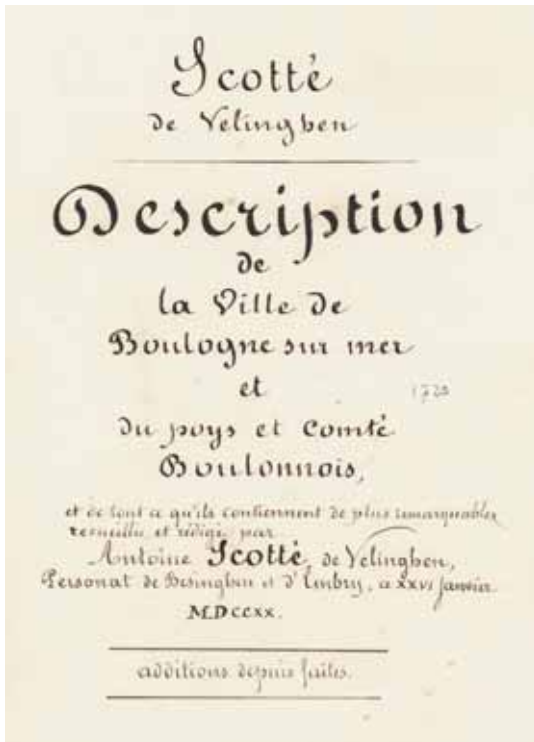 Scotté
de Velinghen
Description
de
la Ville de
Boulogne sur mer
et
1720
du pays et Comté
Boulonnois,
et de tout ce qu'ils contiennent de plus remarquables
recueillie et rédigé par
Antoine Scotté, de Velinghen,
Personat de Bezinghen et d'Embry, ce XXVI Janvier
MDCCXX.
additions depuis faites.